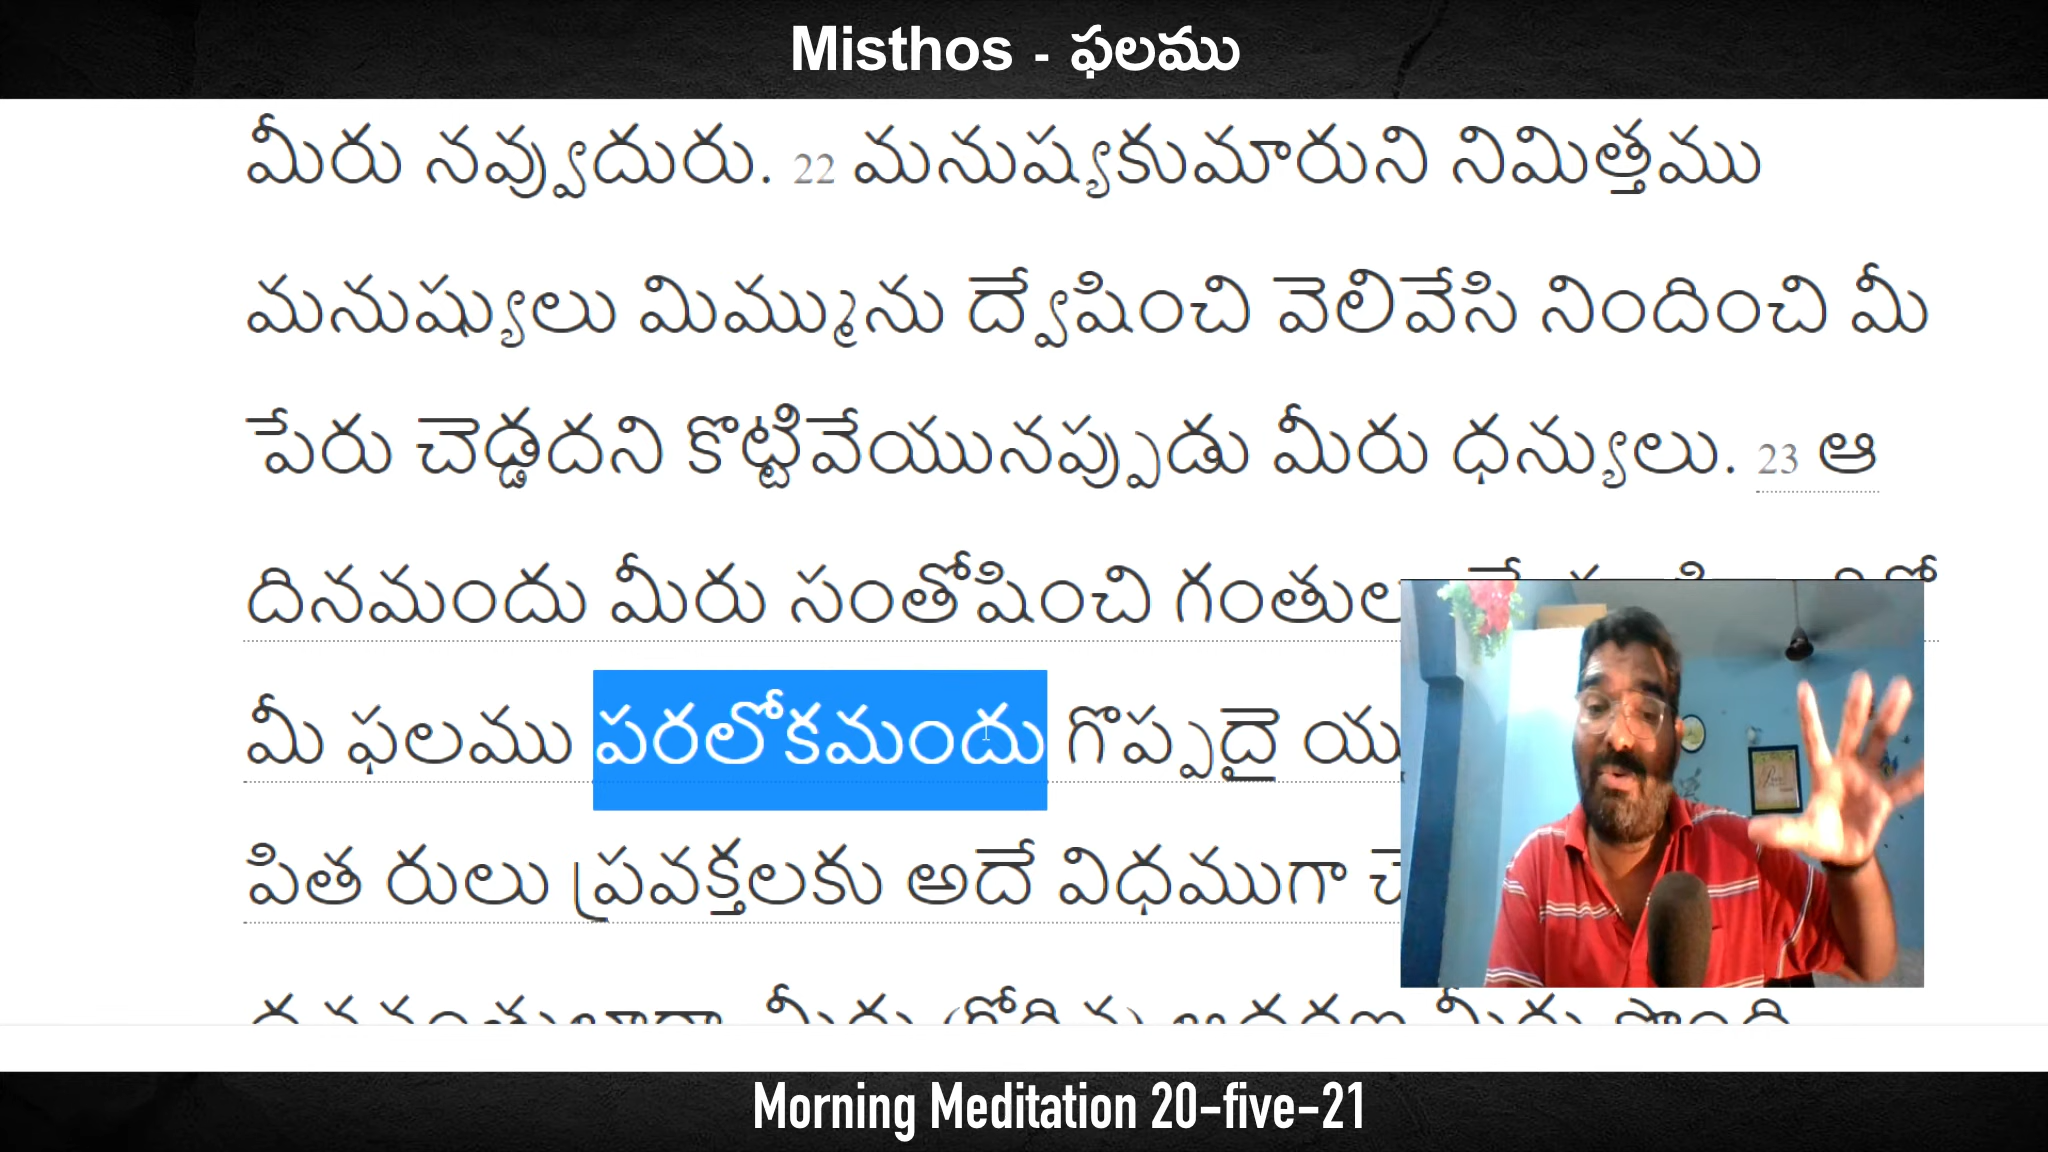 Misthos - ఫలము
మీరు నవ్వుదురు. 22 మనుష్యకుమారుని నిమిత్తము
మనుష్యులు మిమ్మును ద్వేషించి వెలివేసి నిందించి మీ
పేరు చెడ్డదని కొట్టివేయునప్పుడు మీరు ధన్యులు. 23 ఆ
దినమందు మీరు సంతోషించి
మీ ఫలము పరలోకమందు గొప్పదై
పిత రులు ప్రవక్తలకు అదే విధముగా
Morning Meditation 20-five-21